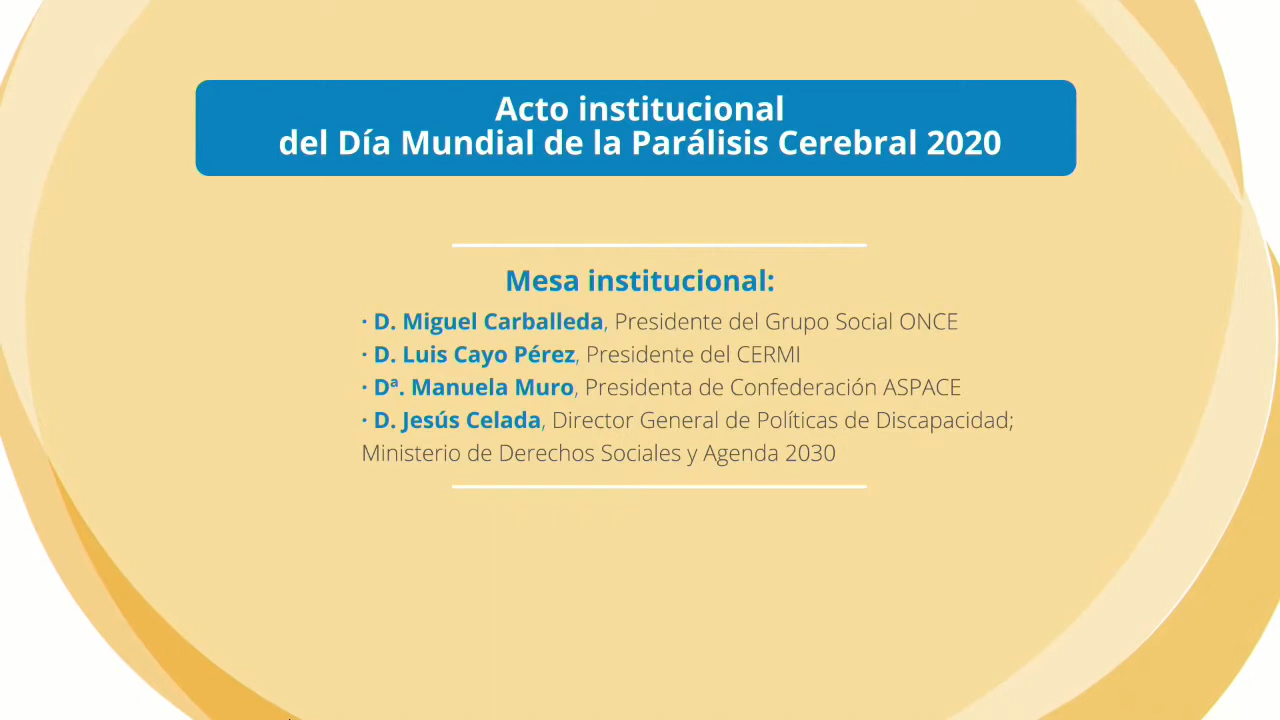 Acto institucional
del Día Mundial de la Parálisis Cerebral 2020
Mesa institucional:
· D. Miguel Carballeda, Presidente del Grupo Social ONCE
· D. Luis Cayo Pérez, Presidente del CERMI
· Dª. Manuela Muro, Presidenta de Confederación ASPACE
· D. Jesús Celada, Director General de Políticas de Discapacidad;
Ministerio de Derechos Sociales y Agenda 2030